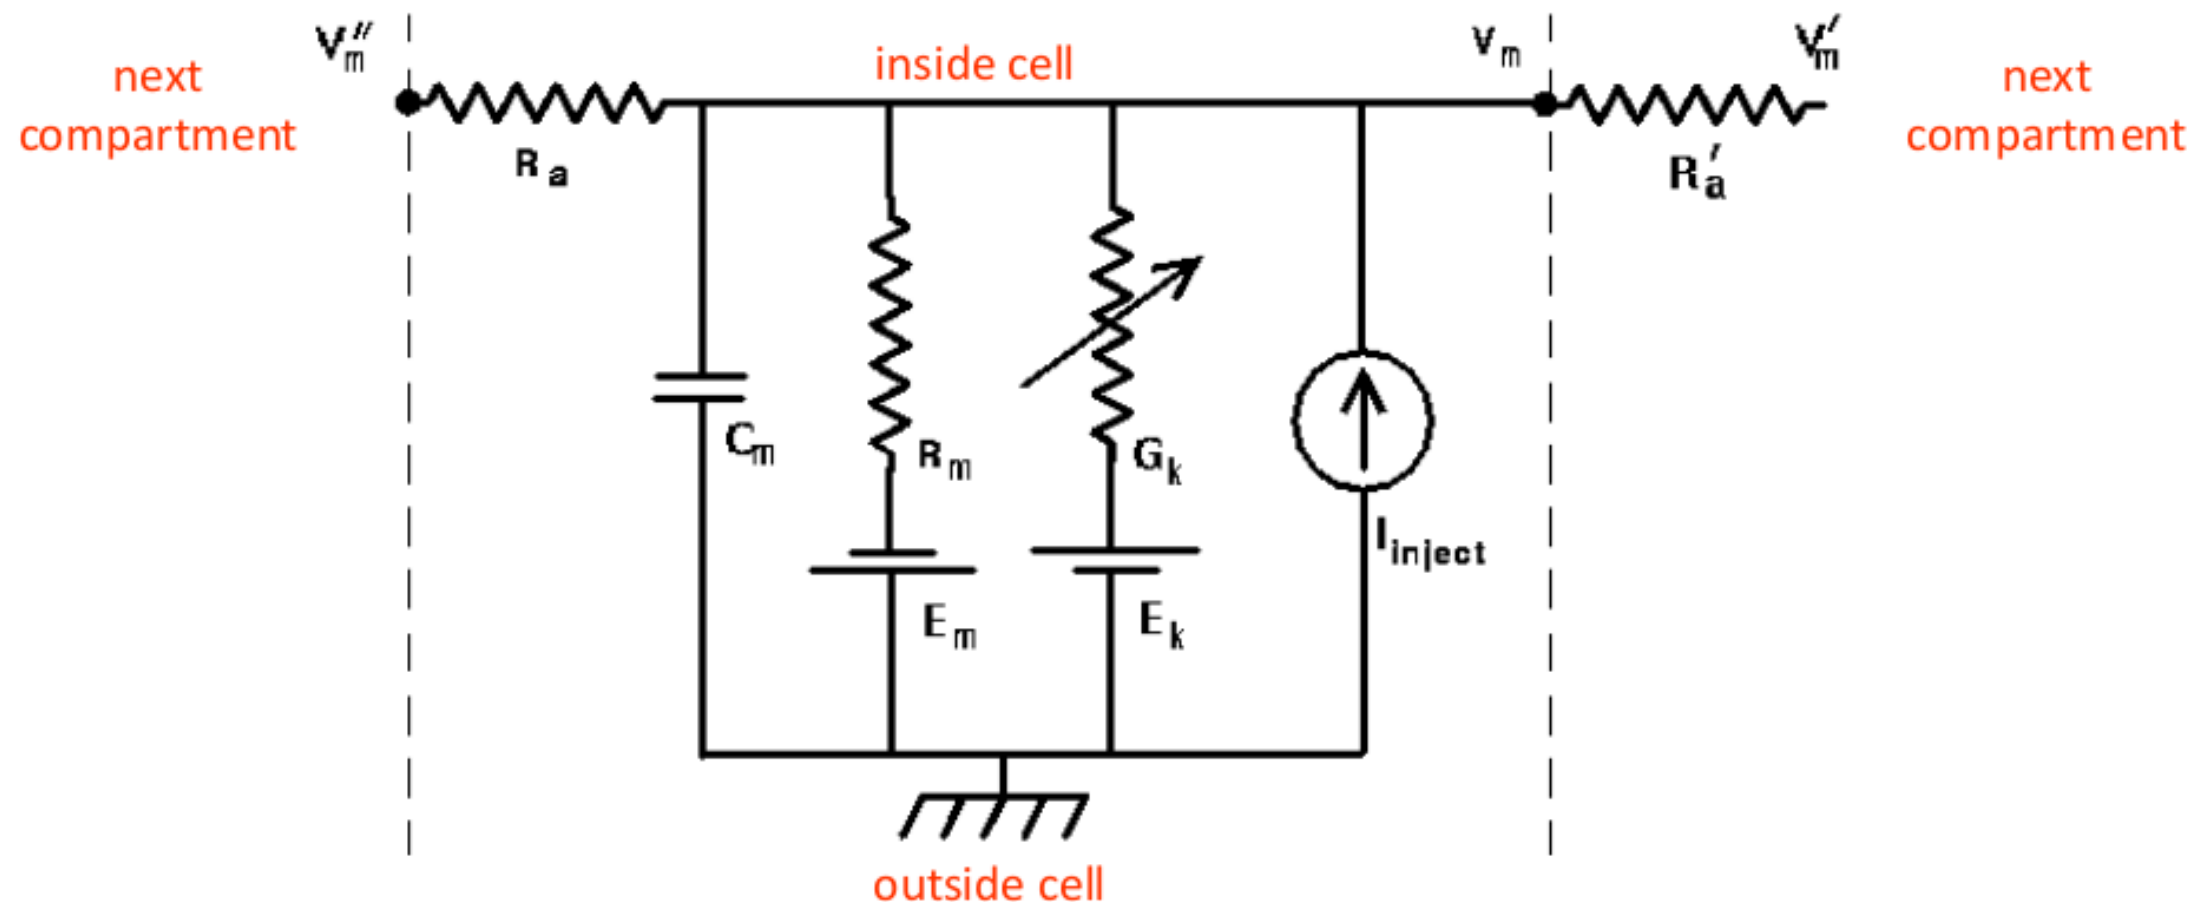 V″m
inside cell
Vm
V′m
next
compartment
next
compartment
Ra
R′a
Cm
Rm
Gk
Iinject
Em
Ek
outside cell